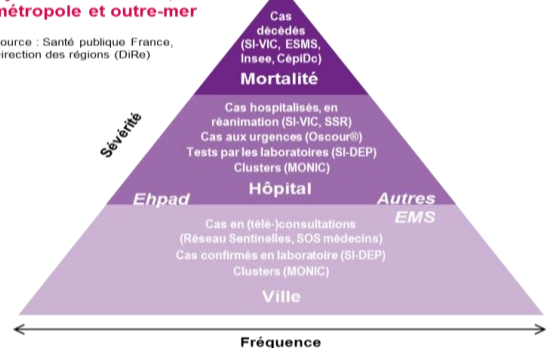 métropole et outre-mer
ource : Santé publique France,
irection des régions (DiRe)
Cas
décédés
(SI-VIC, ESMS,
Insee, CépiDc)
Mortalité
Cas hospitalisés, en
réanimation (SI-VIC, SSR)
Cas aux urgences (Oscour®)
Tests par les laboratoires (SI-DEP)
Clusters (MONIC)
Hôpital
Sévérité
Ehpad
Autres
EMS
Cas en (télé-)consultations
(Réseau Sentinelles, SOS médecins)
Cas confirmés en laboratoire (SI-DEP)
Clusters (MONIC)
Ville
Fréquence